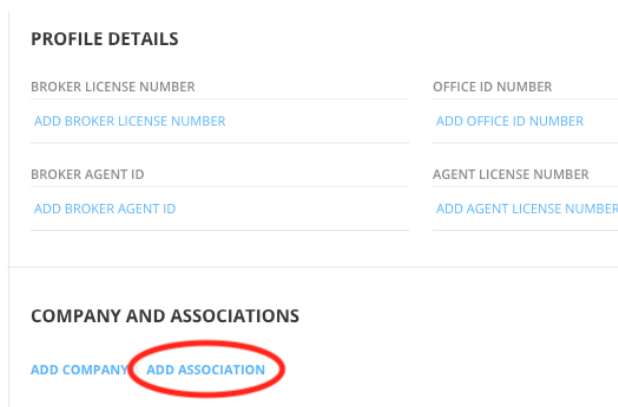 PROFILE DETAILS
BROKER LICENSE NUMBER
OFFICE ID NUMBER
ADD BROKER LICENSE NUMBER
ADD OFFICE ID NUMBER
BROKER AGENT ID
AGENT LICENSE NUMBER
ADD BROKER AGENT ID
ADD AGENT LICENSE NUMBER
COMPANY AND ASSOCIATIONS
ADD COMPANY ADD ASSOCIATION